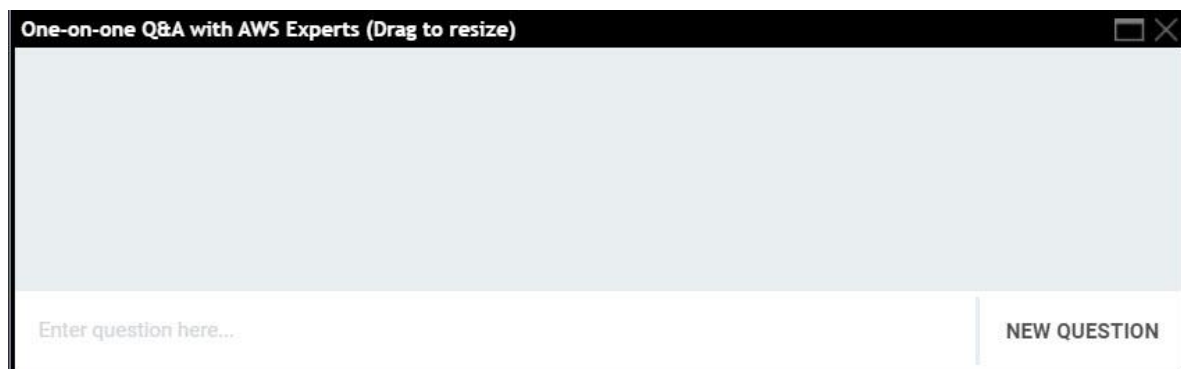 One-on-one Q&A with AWS Experts (Drag to resize)
Enter question here...
NEW QUESTION